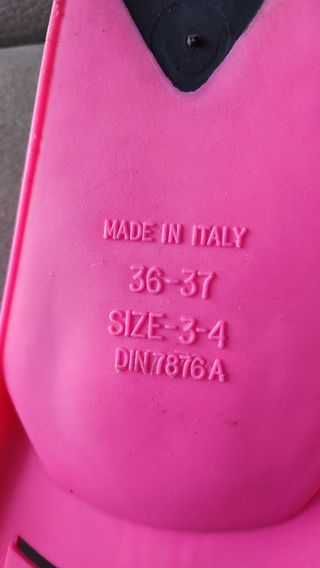 MADE IN ITALY
36-37
SIZE-3-4
DIN7876A